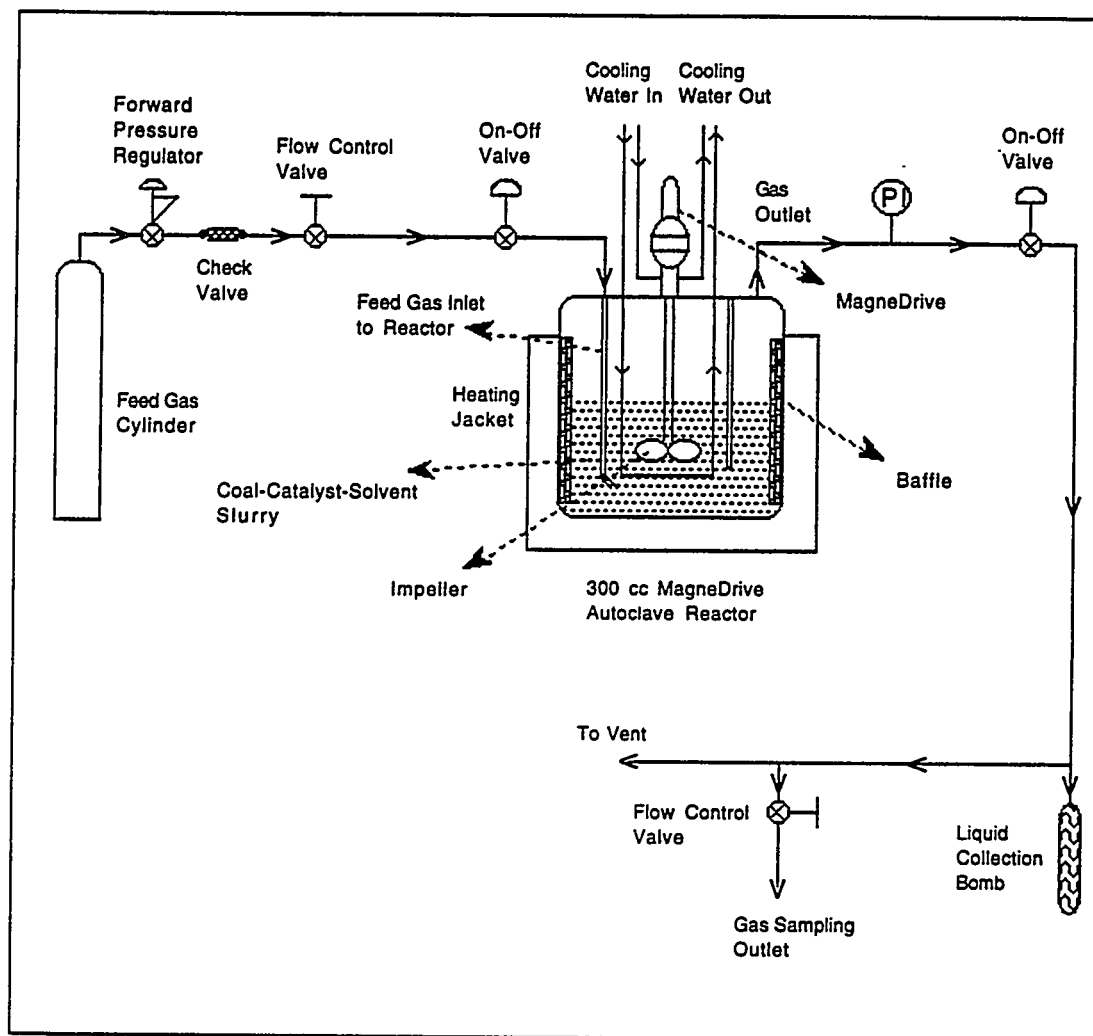 Cooling
Water In
Cooling
Water Out
Forward
Pressure
Regulator
Flow Control
Valve
On-Off
Valve
Gas
Outlet
PI
On-Off
Valve
Check
Valve
MagneDrive
Feed Gas Inlet
to Reactor
Feed Gas
Cylinder
Heating
Jacket
Coal-Catalyst-Solvent
Slurry
Baffle
Impeller
300 cc MagneDrive
Autoclave Reactor
To Vent
Flow Control
Valve
Liquid
Collection
Bomb
Gas Sampling
Outlet